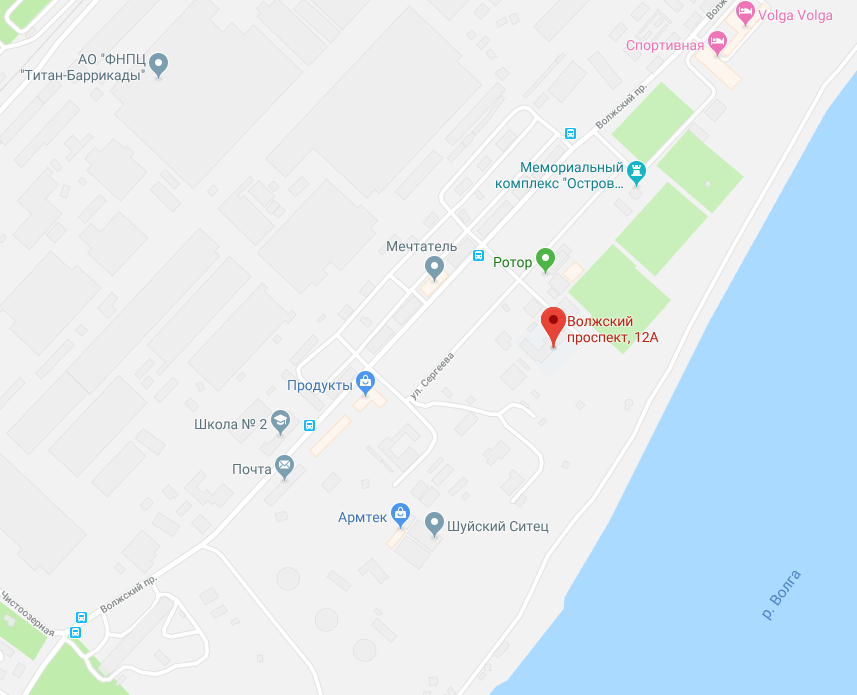 Волжс
Volga Volga
Спортивная
АО "ФНПЦ
"Титан-Баррикады"
Волжский пр.
Мемориальный
комплекс "Остров...
Мечтатель
Ротор
Волжский
проспект, 12А
ул. Сергеева
Продукты
Школа № 2
Почта
Армтек
Шуйский Ситец
Волжский пр.
Чистоозерная
р. Волга